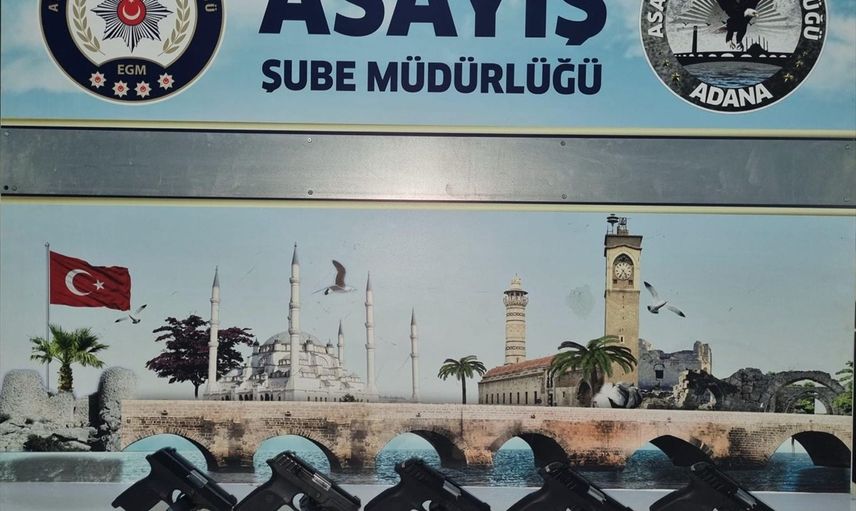 ASAYİŞ
ŞUBE MÜDÜRLÜĞÜ
EGM
ADANA